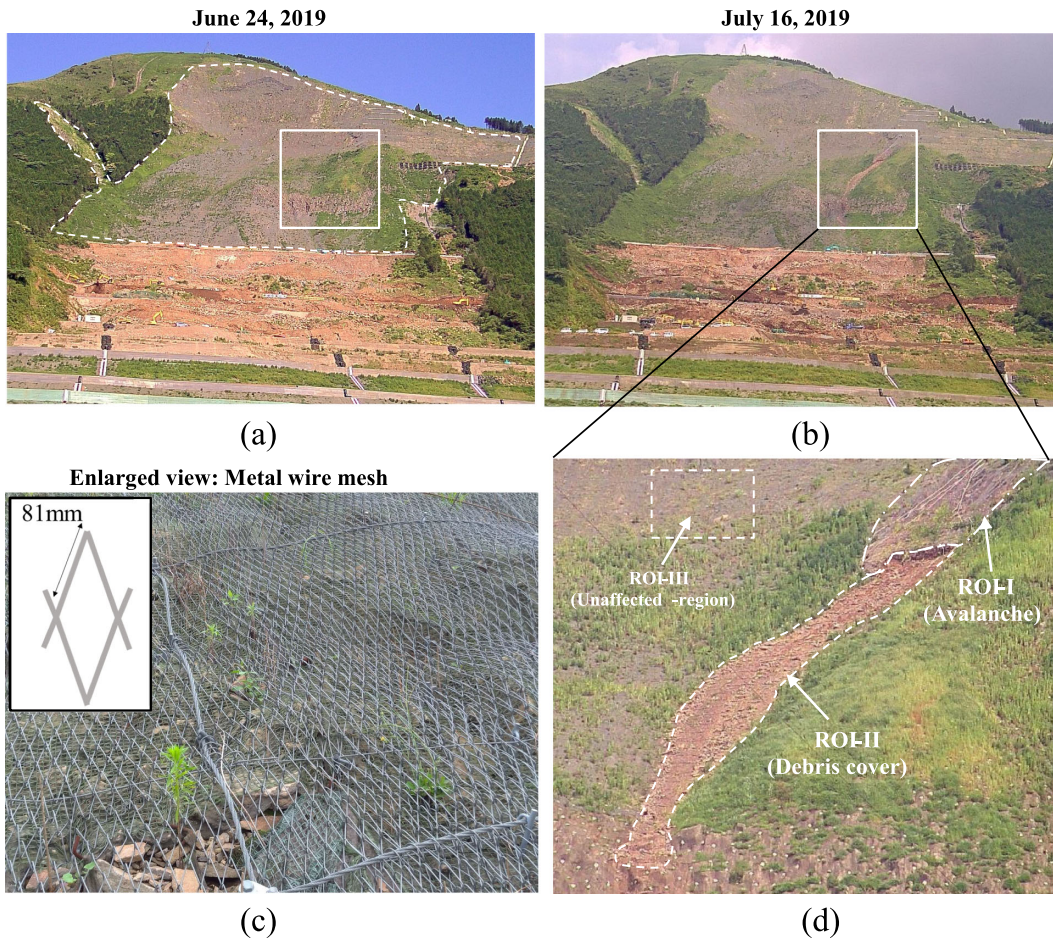 June 24, 2019
July 16, 2019
(a)
(b)
Enlarged view: Metal wire mesh
81mm
ROI-III
(Unaffected -region)
ROI-I
(Avalanche)
ROI-II
(Debris cover)
(c)
(d)